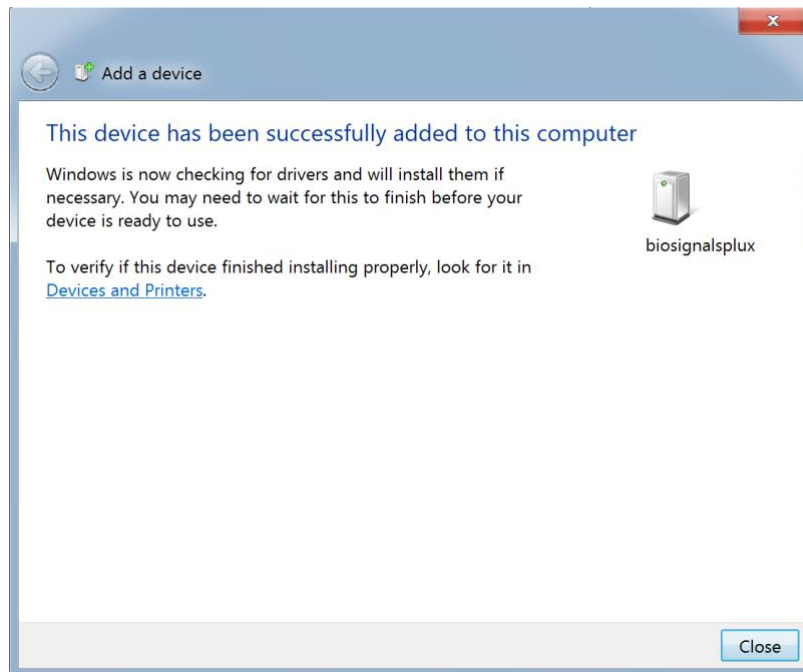 Add a device
This device has been successfully added to this computer
Windows is now checking for drivers and will install them if
necessary. You may need to wait for this to finish before your
device is ready to use.
biosignalsplux
To verify if this device finished installing properly, look for it in
Devices and Printers.
Close